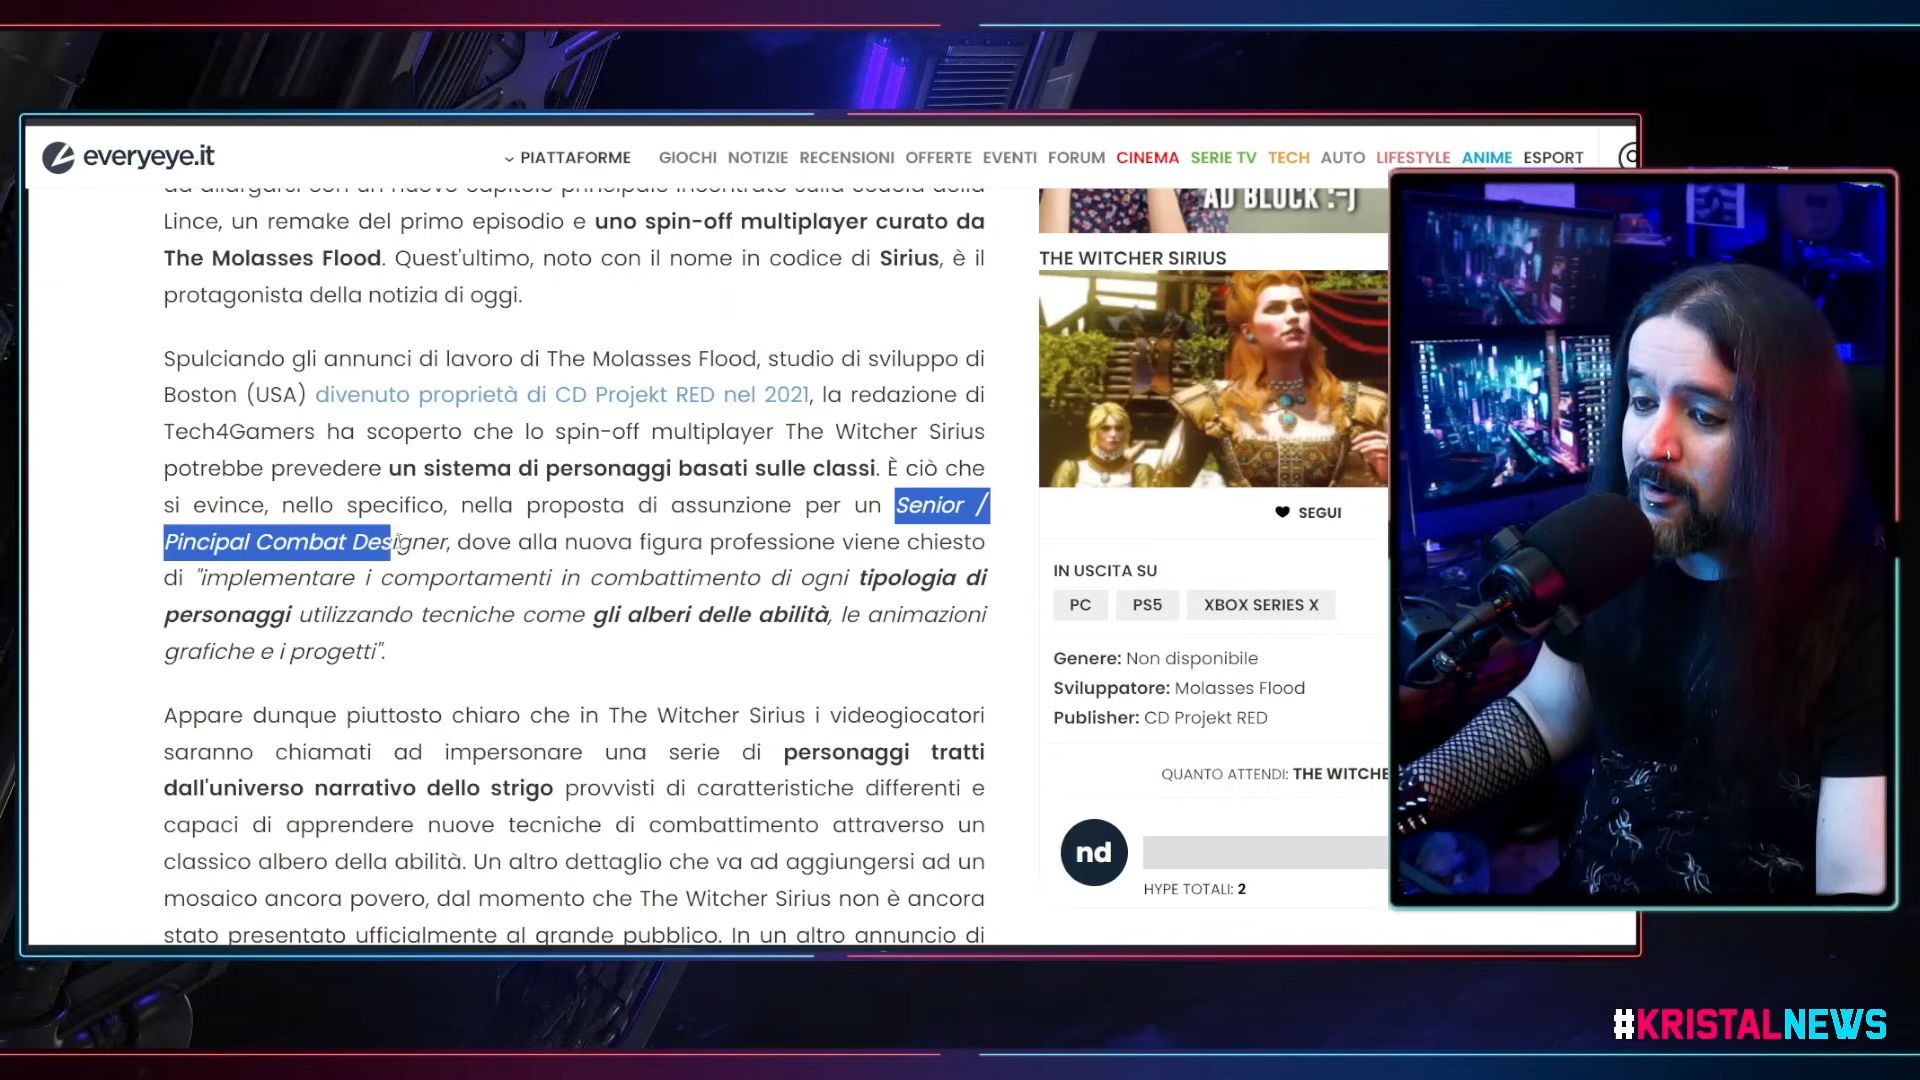 everyeye.it
PIATTAFORME GIOCHI NOTIZIE RECENSIONI OFFERTE EVENTI FORUM CINEMA SERIE TV TECH AUTO LIFESTYLE ANIME ESPORT
ad allargarsi con un nuovo capitolo principale incentrato sulla Scuola della
Lince, un remake del primo episodio e uno spin-off multiplayer curato da
The Molasses Flood. Quest'ultimo, noto con il nome in codice di Sirius, è il
protagonista della notizia di oggi.
Spulciando gli annunci di lavoro di The Molasses Flood, studio di sviluppo di
Boston (USA) divenuto proprietà di CD Projekt RED nel 2021, la redazione di
Tech4Gamers ha scoperto che lo spin-off multiplayer The Witcher Sirius
potrebbe prevedere un sistema di personaggi basati sulle classi. È ciò che
si evince, nello specifico, nella proposta di assunzione per un Senior /
Pincipal Combat Designer, dove alla nuova figura professione viene chiesto
di "implementare i comportamenti in combattimento di ogni tipologia di
personaggi utilizzando tecniche come gli alberi delle abilità, le animazioni
grafiche e i progetti".
Appare dunque piuttosto chiaro che in The Witcher Sirius i videogiocatori
saranno chiamati ad impersonare una serie di personaggi tratti
dall'universo narrativo dello strigo provvisti di caratteristiche differenti e
capaci di apprendere nuove tecniche di combattimento attraverso un
classico albero della abilità. Un altro dettaglio che va ad aggiungersi ad un
mosaico ancora povero, dal momento che The Witcher Sirius non è ancora
stato presentato ufficialmente al grande pubblico. In un altro annuncio di
AD BLOCK :-)
THE WITCHER SIRIUS
SEGUI
IN USCITA SU
PC PS5 XBOX SERIES X
Genere: Non disponibile
Sviluppatore: Molasses Flood
Publisher: CD Projekt RED
QUANTO ATTENDI: THE WITCHE
nd
HYPE TOTALI: 2
#KRISTALNEWS